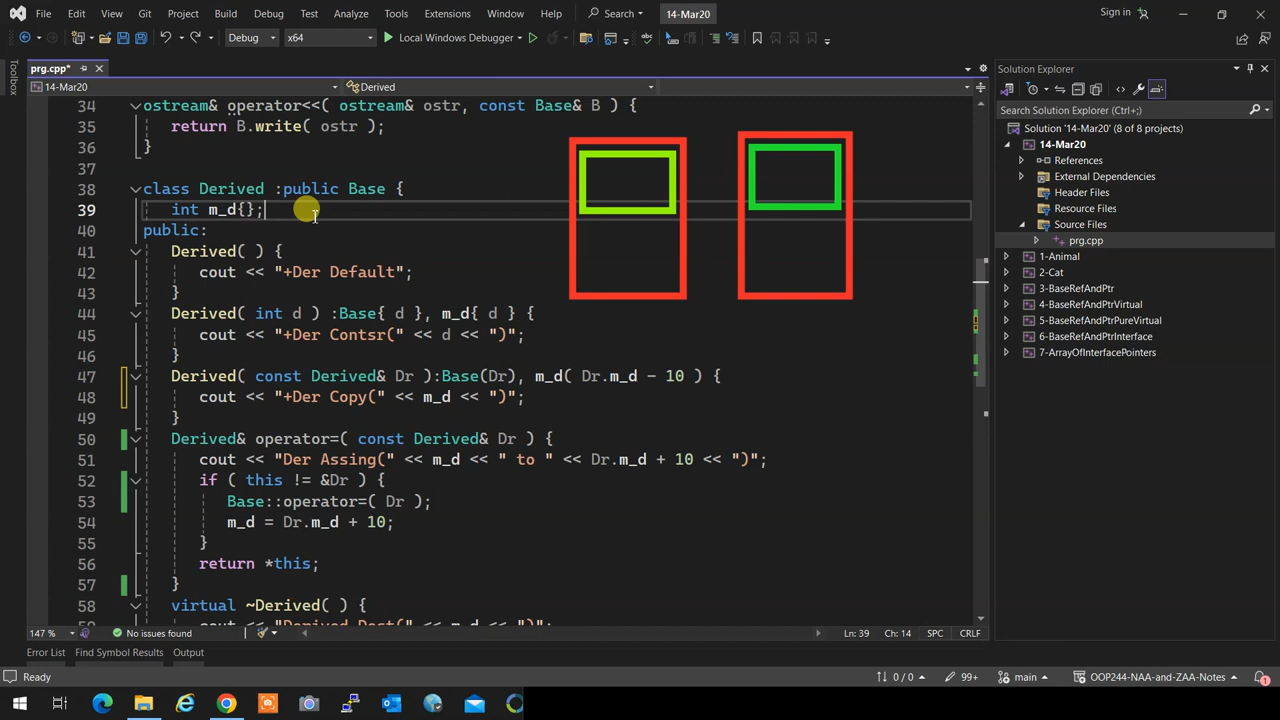 File Edit View Git Project Build Debug Test Analyze Tools Extensions Window Help Search 14-Mar20 Sign in
Debug x64 Local Windows Debugger
Toolbox
prg.cpp*
14-Mar20 Derived
34 ostream& operator<<( ostream& ostr, const Base& B ) {
35 return B.write( ostr );
36 }
37
38 class Derived :public Base {
39 int m_d{};
40 public:
41 Derived( ) {
42 cout << "+Der Default";
43 }
44 Derived( int d ) :Base{ d }, m_d{ d } {
45 cout << "+Der Contsr(" << d << ")";
46 }
47 Derived( const Derived& Dr ):Base(Dr), m_d( Dr.m_d - 10 ) {
48 cout << "+Der Copy(" << m_d << ")";
49 }
50 Derived& operator=( const Derived& Dr ) {
51 cout << "Der Assing(" << m_d << " to " << Dr.m_d + 10 << ")";
52 if ( this != &Dr ) {
53 Base::operator=( Dr );
54 m_d = Dr.m_d + 10;
55 }
56 return *this;
57 }
58 virtual ~Derived( ) {
cout << "Derived Dest(" << m_d << ")";
147 % No issues found Ln: 39 Ch: 14 SPC CRLF
Error List Find Symbol Results Output
Ready 0 / 0 99+ main OOP244-NAA-and-ZAA-Notes 1
Solution Explorer
Search Solution Explorer (Ctrl+;)
Solution '14-Mar20' (8 of 8 projects)
14-Mar20
References
External Dependencies
Header Files
Resource Files
Source Files
prg.cpp
1-Animal
2-Cat
3-BaseRefAndPtr
4-BaseRefAndPtrVirtual
5-BaseRefAndPtrPureVirtual
6-BaseRefAndPtrInterface
7-ArrayOfInterfacePointers